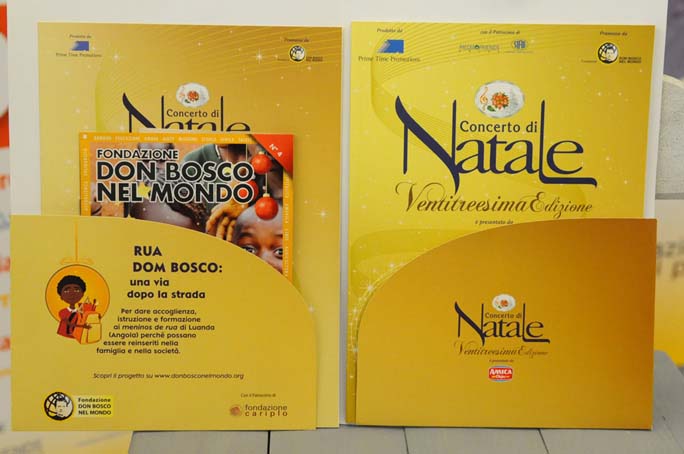 Prodotto da
Prime Time Promotions
Promosso da
DON BOSCO
Concerto di
Natale
FONDAZIONE
DON BOSCO
NEL MONDO
N° 4
RUA
DOM BOSCO:
una via
dopo la strada
Per dare accoglienza,
istruzione e formazione
ai meninos de rua di Luanda
(Angola) perché possano
essere reinseriti nella
famiglia e nella società.
Scopri il progetto su www.donbosconelmondo.org
Fondazione
DON BOSCO
NEL MONDO
Con il Patrocinio di
fondazione
cariplo
Prodotto da
Prime Time Promotions
con il Patrocinio di
Promosso da
DON BOSCO
NEL MONDO
Concerto di
Natale
Ventitreesima Edizione
è presentato da
Concerto di
Natale
Ventitreesima Edizione
è presentato da
AMICA
Chips